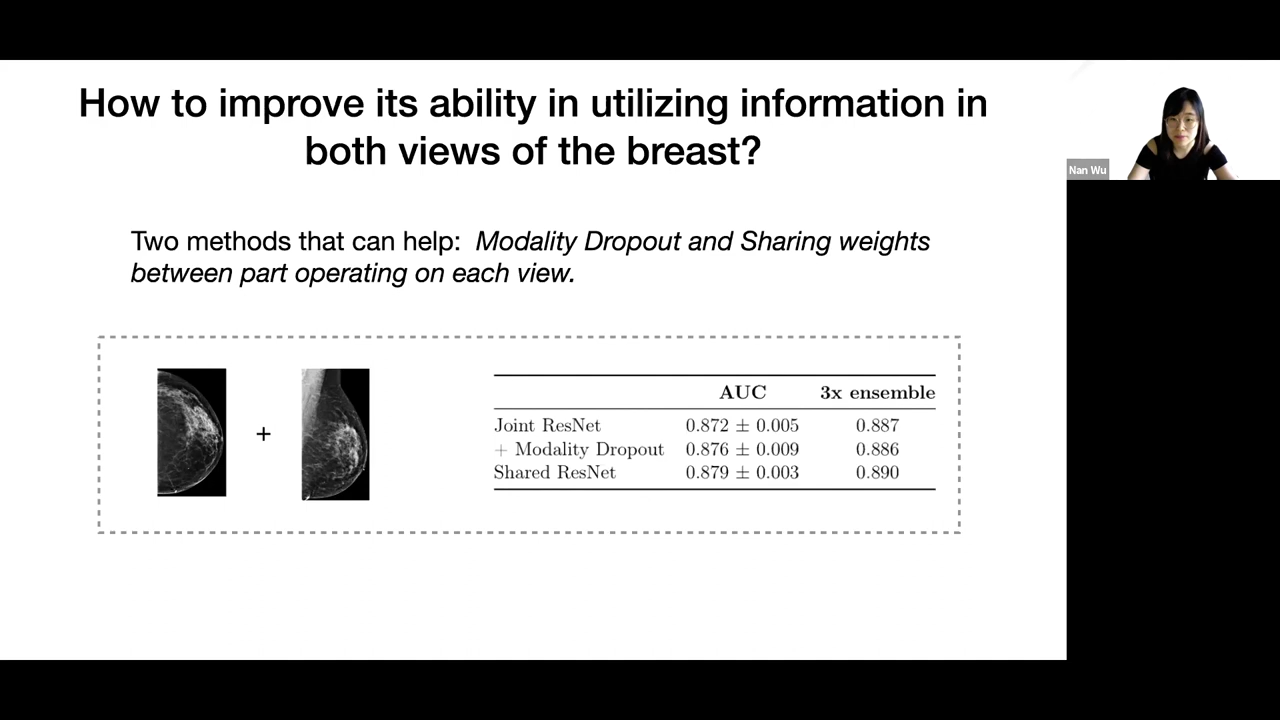 How to improve its ability in utilizing information in
both views of the breast?
Nan Wu
Two methods that can help: Modality Dropout and Sharing weights
between part operating on each view.
+
AUC 3x ensemble
Joint ResNet 0.872 ± 0.005 0.887
+ Modality Dropout 0.876 ± 0.009 0.886
Shared ResNet 0.879 ± 0.003 0.890